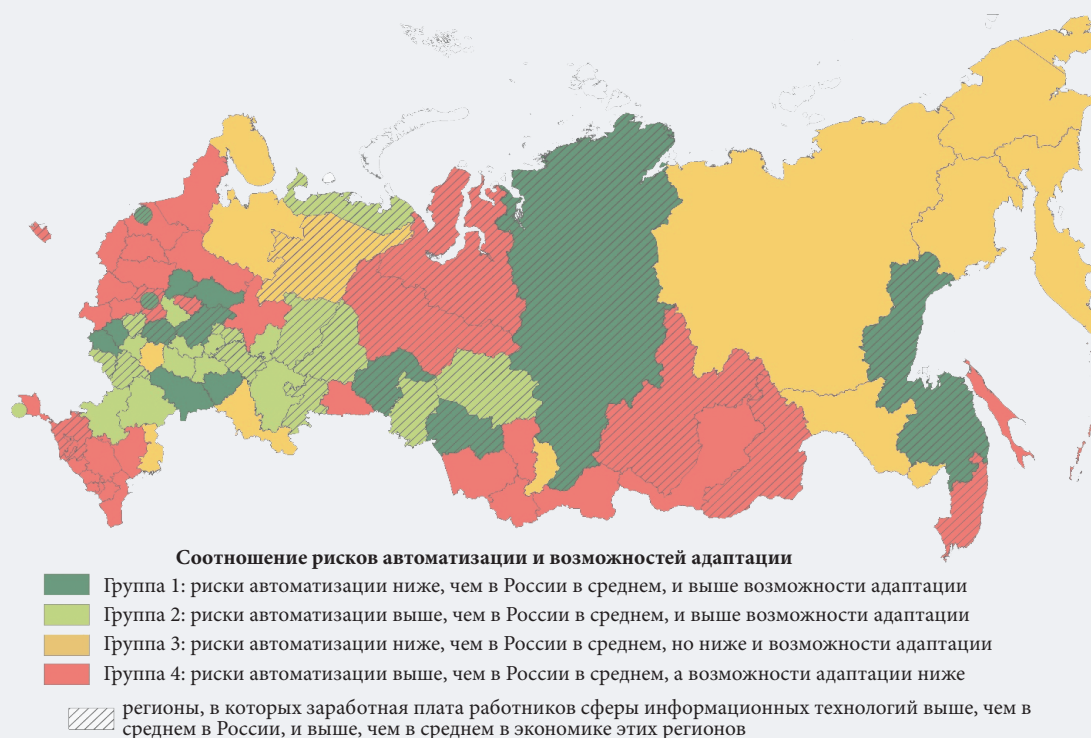 Соотношение рисков автоматизации и возможностей адаптации
Группа 1: риски автоматизации ниже, чем в России в среднем, и выше возможности адаптации
Группа 2: риски автоматизации выше, чем в России в среднем, и выше возможности адаптации
Группа 3: риски автоматизации ниже, чем в России в среднем, но ниже и возможности адаптации
Группа 4: риски автоматизации выше, чем в России в среднем, а возможности адаптации ниже
регионы, в которых заработная плата работников сферы информационных технологий выше, чем в
среднем в России, и выше, чем в среднем в экономике этих регионов